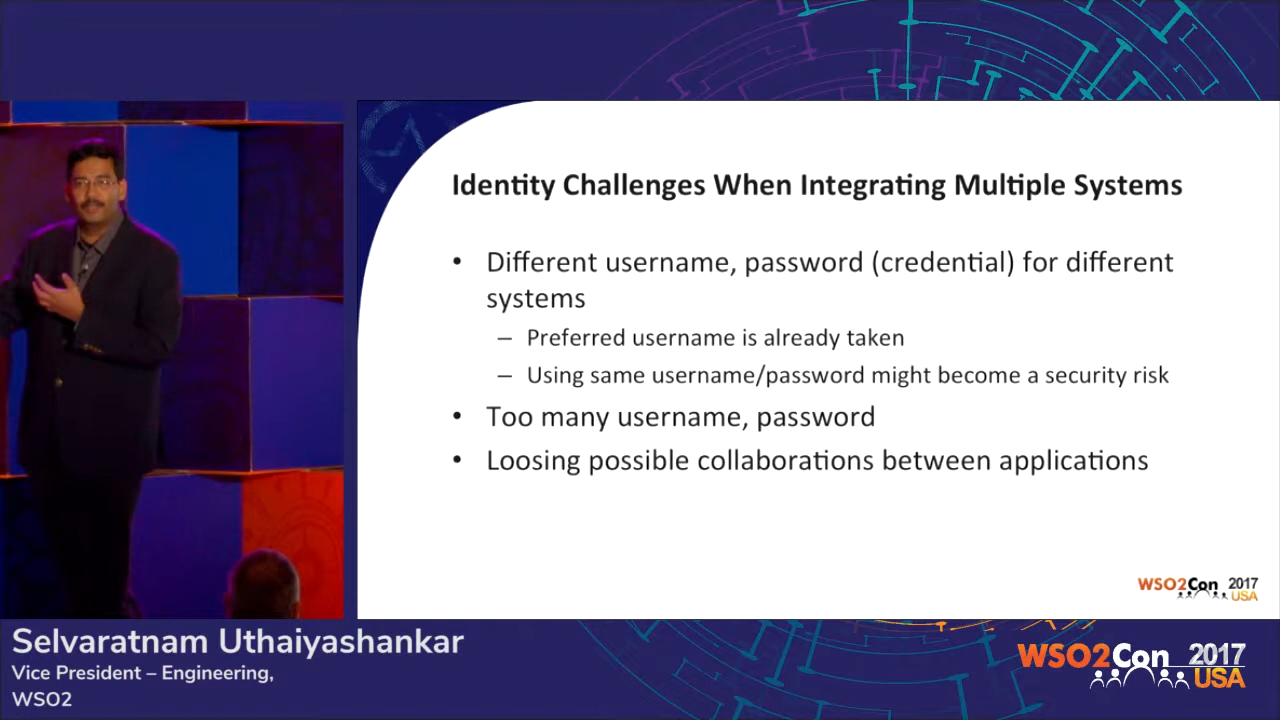 Identity Challenges When Integrating Multiple Systems
• Different username, password (credential) for different
systems
– Preferred username is already taken
– Using same username/password might become a security risk
• Too many username, password
• Loosing possible collaborations between applications
WSO2Con 2017
USA
Selvaratnam Uthaiyashankar
Vice President – Engineering,
WSO2
WSO2Con 2017
USA